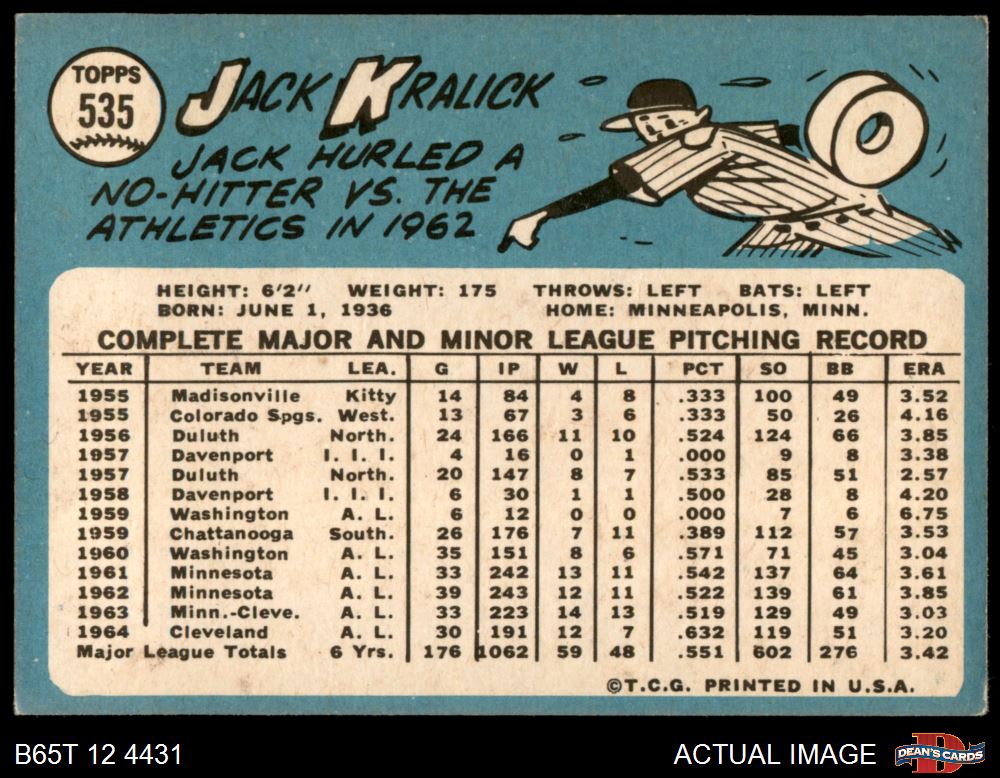 TOPPS
535
JACK KRALICK
JACK HURLED A
NO-HITTER VS. THE
ATHLETICS IN 1962
HEIGHT: 6'2" WEIGHT: 175 THROWS: LEFT BATS: LEFT
BORN: JUNE 1, 1936 HOME: MINNEAPOLIS, MINN.
COMPLETE MAJOR AND MINOR LEAGUE PITCHING RECORD
YEAR TEAM LEA. G IP W L PCT SO BB ERA
1955 Madisonville Kitty 14 84 4 8 .333 100 49 3.52
1955 Colorado Spgs. West. 13 67 3 6 .333 50 26 4.16
1956 Duluth North. 24 166 11 10 .524 124 66 3.85
1957 Davenport I. I. I. 4 16 0 1 .000 9 8 3.38
1957 Duluth North. 20 147 8 7 .533 85 51 2.57
1958 Davenport I. I. I. 6 30 1 1 .500 28 8 4.20
1959 Washington A. L. 6 12 0 0 .000 7 6 6.75
1959 Chattanooga South. 26 176 7 11 .389 112 57 3.53
1960 Washington A. L. 35 151 8 6 .571 71 45 3.04
1961 Minnesota A. L. 33 242 13 11 .542 137 64 3.61
1962 Minnesota A. L. 39 243 12 11 .522 139 61 3.85
1963 Minn.-Cleve. A. L. 33 223 14 13 .519 129 49 3.03
1964 Cleveland A. L. 30 191 12 7 .632 119 51 3.20
Major League Totals 6 Yrs. 176 1062 59 48 .551 602 276 3.42
©T.C.G. PRINTED IN U.S.A.
B65T 12 4431 ACTUAL IMAGE
DEAN'S CARDS